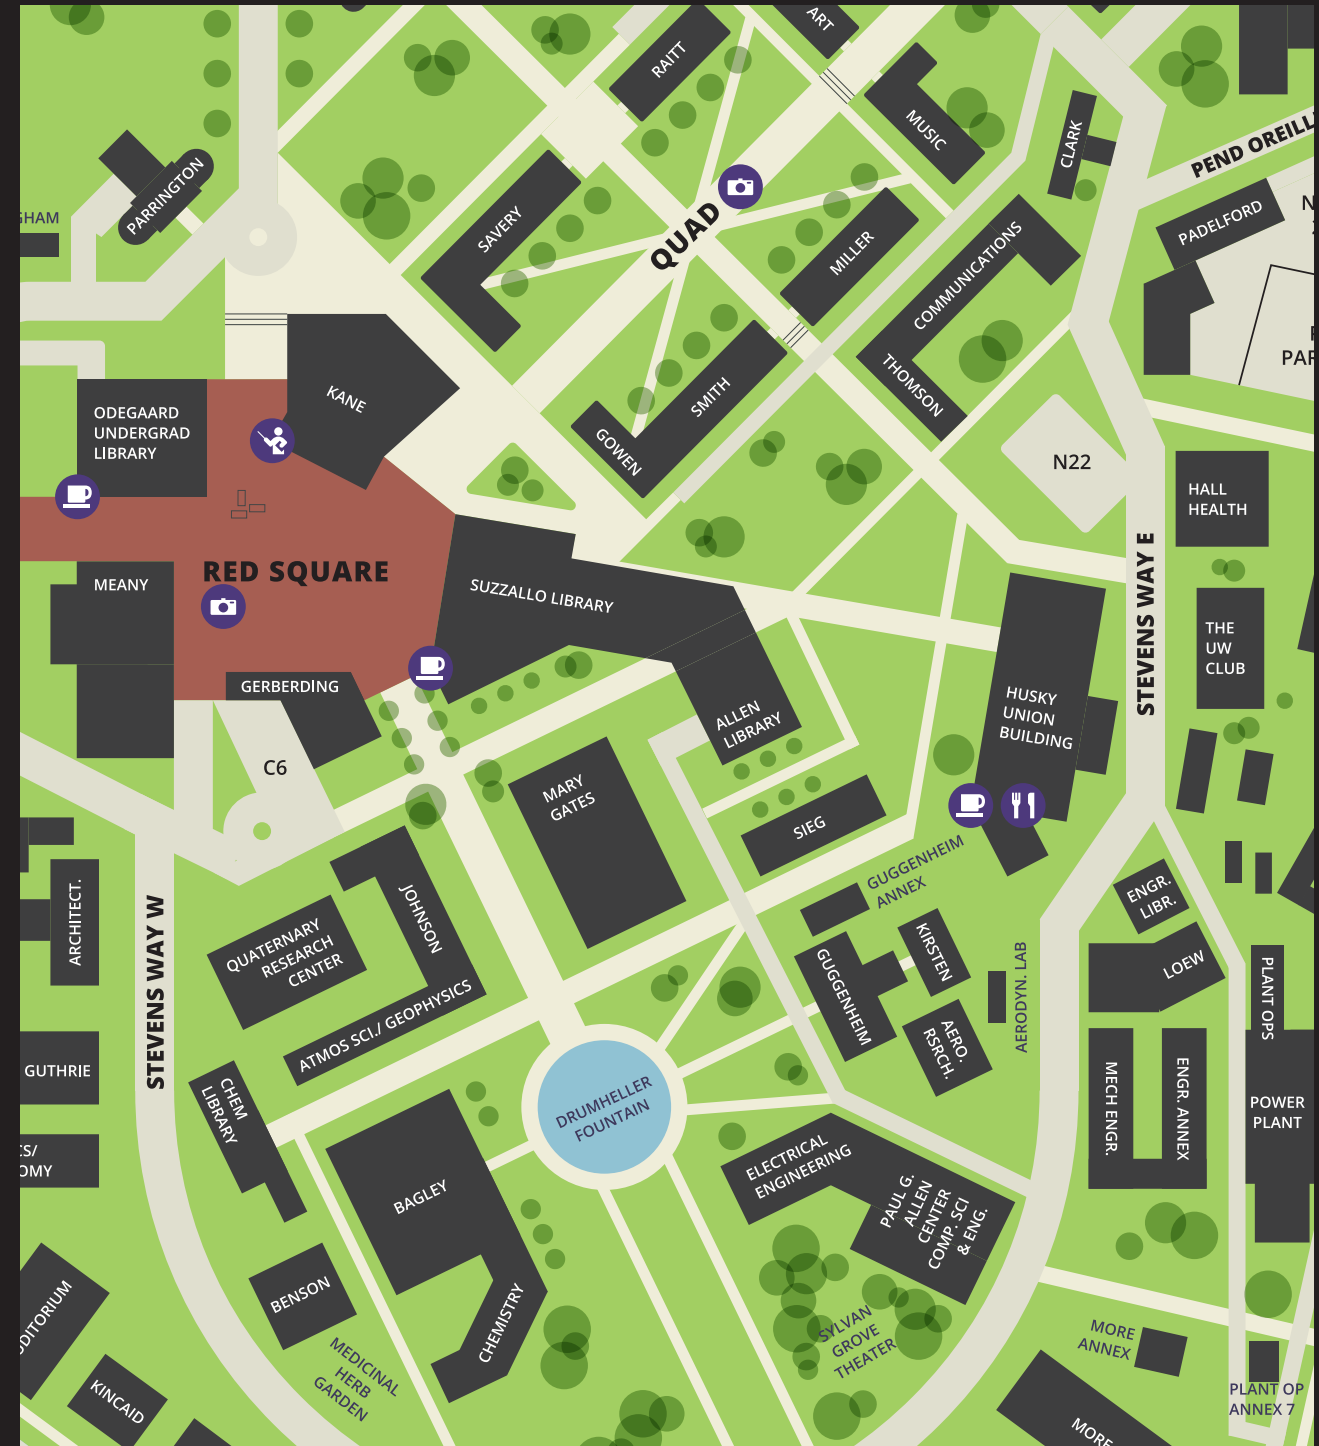 ART
RAITT
MUSIC
CLARK
PEND OREILL
PARRINGTON
GHAM
SAVERY
QUAD
MILLER
COMMUNICATIONS
PADELFORD
N
THOMSON
PAR
KANE
SMITH
GOWEN
ODEGAARD
UNDERGRAD
LIBRARY
N22
HALL
HEALTH
RED SQUARE
MEANY
SUZZALLO LIBRARY
STEVENS WAY E
THE
UW
CLUB
GERBERDING
HUSKY
UNION
BUILDING
ALLEN
LIBRARY
C6
MARY
GATES
SIEG
GUGGENHEIM
ANNEX
ENGR.
LIBR.
ARCHITECT.
STEVENS WAY W
JOHNSON
QUATERNARY
RESEARCH
CENTER
KIRSTEN
GUGGENHEIM
LOEW
PLANT OPS
AERODYN. LAB
ATMOS SCI./ GEOPHYSICS
AERO.
RSRCH.
GUTHRIE
CHEM
LIBRARY
DRUMHELLER
FOUNTAIN
MECH ENGR.
ENGR. ANNEX
POWER
PLANT
CS/
OMY
ELECTRICAL
ENGINEERING
BAGLEY
PAUL G.
ALLEN
CENTER
COMP. SCI
& ENG.
BENSON
CHEMISTRY
UDITORIUM
SYLVAN
GROVE
THEATER
MORE
ANNEX
MEDICINAL
HERB
GARDEN
KINCAID
PLANT OP
ANNEX 7
MORE